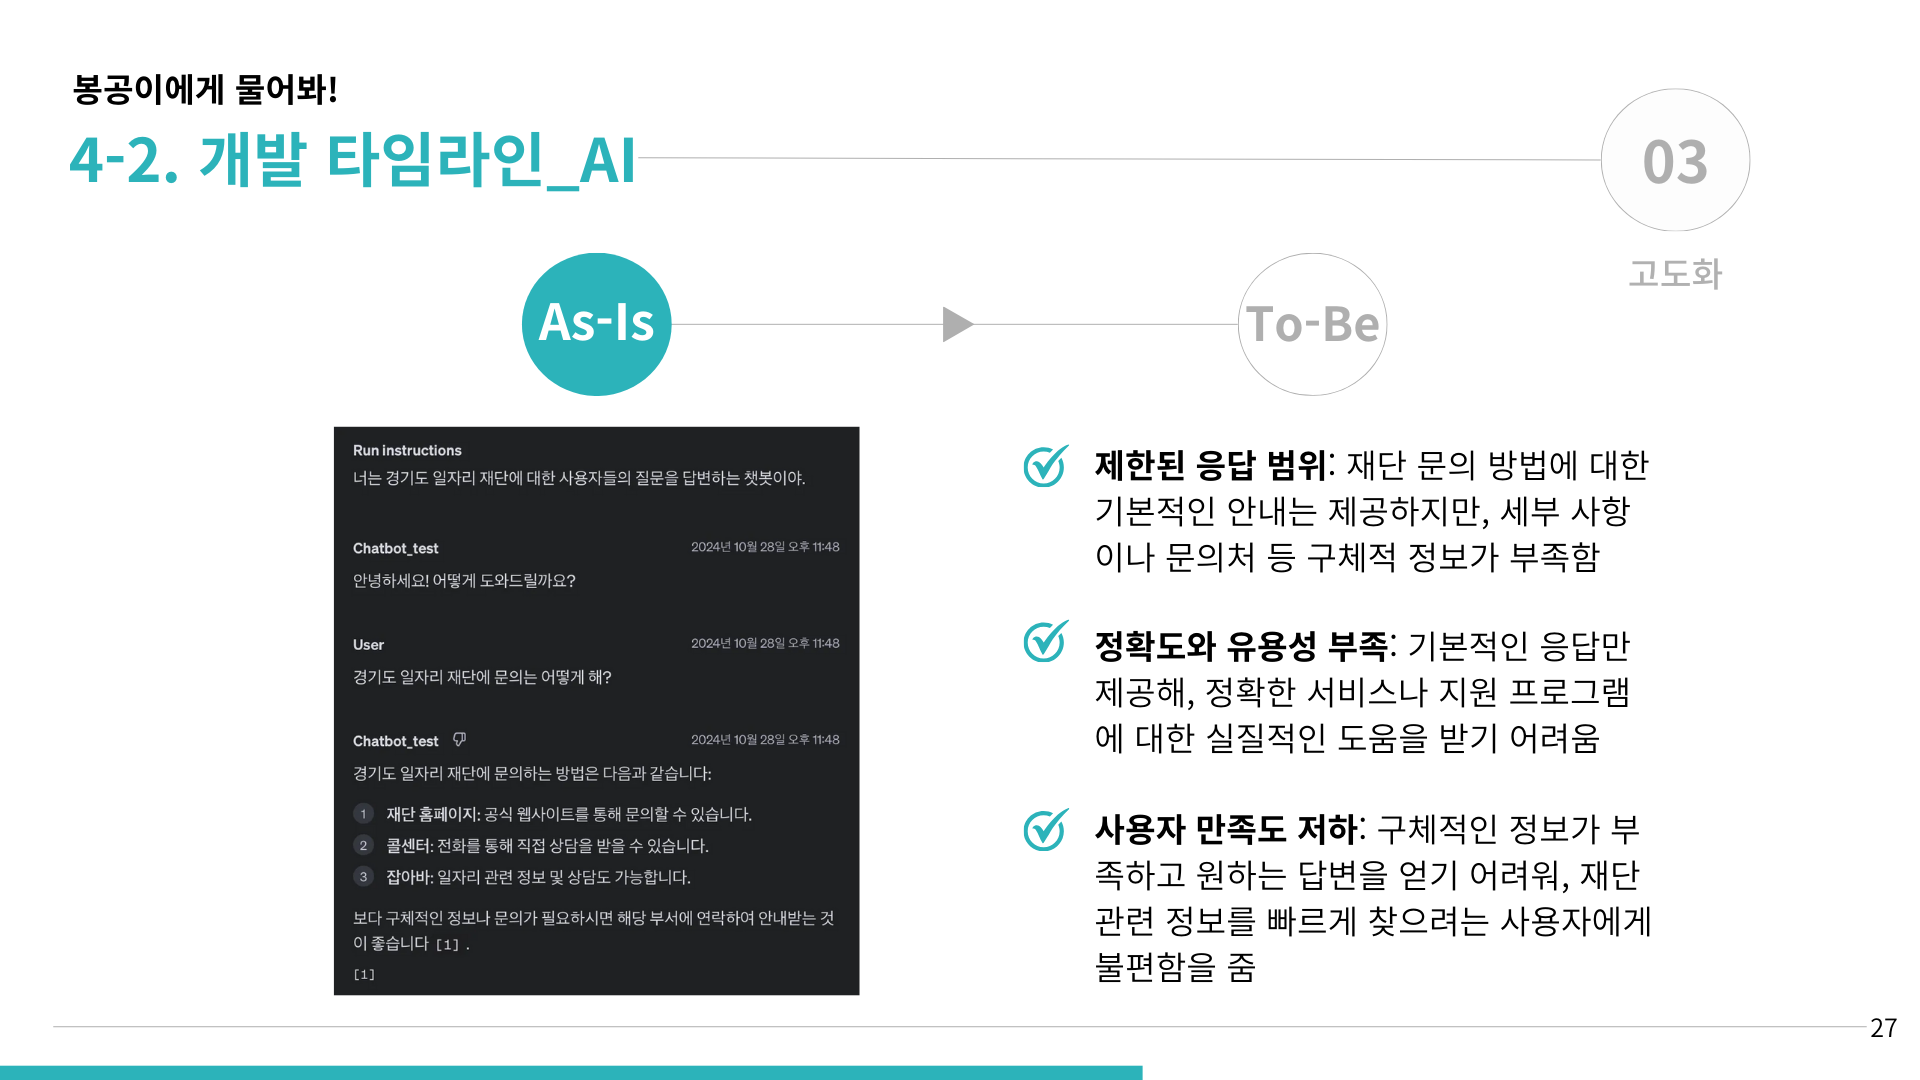 봉공이에게 물어봐!
4-2. 개발 타임라인_AI
03
고도화
As-Is
To-Be
Run instructions
너는 경기도 일자리 재단에 대한 사용자들의 질문을 답변하는 챗봇이야.
Chatbot_test
2024년 10월 28일 오후 11:48
안녕하세요! 어떻게 도와드릴까요?
User
2024년 10월 28일 오후 11:48
경기도 일자리 재단에 문의는 어떻게 해?
Chatbot_test
2024년 10월 28일 오후 11:48
경기도 일자리 재단에 문의하는 방법은 다음과 같습니다:
1 재단 홈페이지: 공식 웹사이트를 통해 문의할 수 있습니다.
2 콜센터: 전화를 통해 직접 상담을 받을 수 있습니다.
3 잡아바: 일자리 관련 정보 및 상담도 가능합니다.
보다 구체적인 정보나 문의가 필요하시면 해당 부서에 연락하여 안내받는 것
이 좋습니다 [1] .
[1]
제한된 응답 범위: 재단 문의 방법에 대한
기본적인 안내는 제공하지만, 세부 사항
이나 문의처 등 구체적 정보가 부족함
정확도와 유용성 부족: 기본적인 응답만
제공해, 정확한 서비스나 지원 프로그램
에 대한 실질적인 도움을 받기 어려움
사용자 만족도 저하: 구체적인 정보가 부
족하고 원하는 답변을 얻기 어려워, 재단
관련 정보를 빠르게 찾으려는 사용자에게
불편함을 줌
27